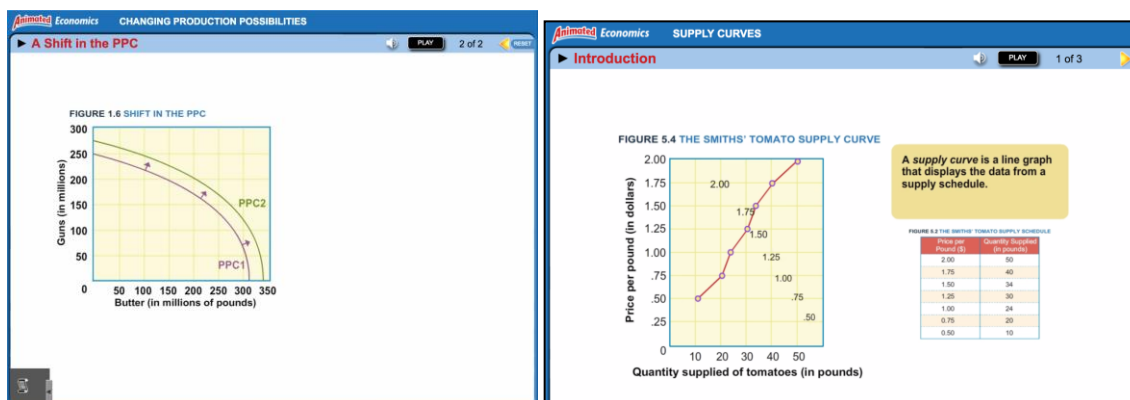 Animated Economics CHANGING PRODUCTION POSSIBILITIES
► A Shift in the PPC PLAY 2 of 2 RESET
FIGURE 1.6 SHIFT IN THE PPC
Guns (in millions)
300
250
200
150
100
50
0
PPC2
PPC1
50 100 150 200 250 300 350
Butter (in millions of pounds)
Animated Economics SUPPLY CURVES
► Introduction PLAY 1 of 3
FIGURE 5.4 THE SMITHS' TOMATO SUPPLY CURVE
Price per pound (in dollars)
2.00
1.75
1.50
1.25
1.00
.75
.50
.25
0
2.00
1.75
1.50
1.25
1.00
.75
.50
10 20 30 40 50
Quantity supplied of tomatoes (in pounds)
A supply curve is a line graph
that displays the data from a
supply schedule.
FIGURE 5.2 THE SMITHS' TOMATO SUPPLY SCHEDULE
Price per Quantity Supplied
Pound ($) (in pounds)
2.00 50
1.75 40
1.50 34
1.25 30
1.00 24
0.75 20
0.50 10